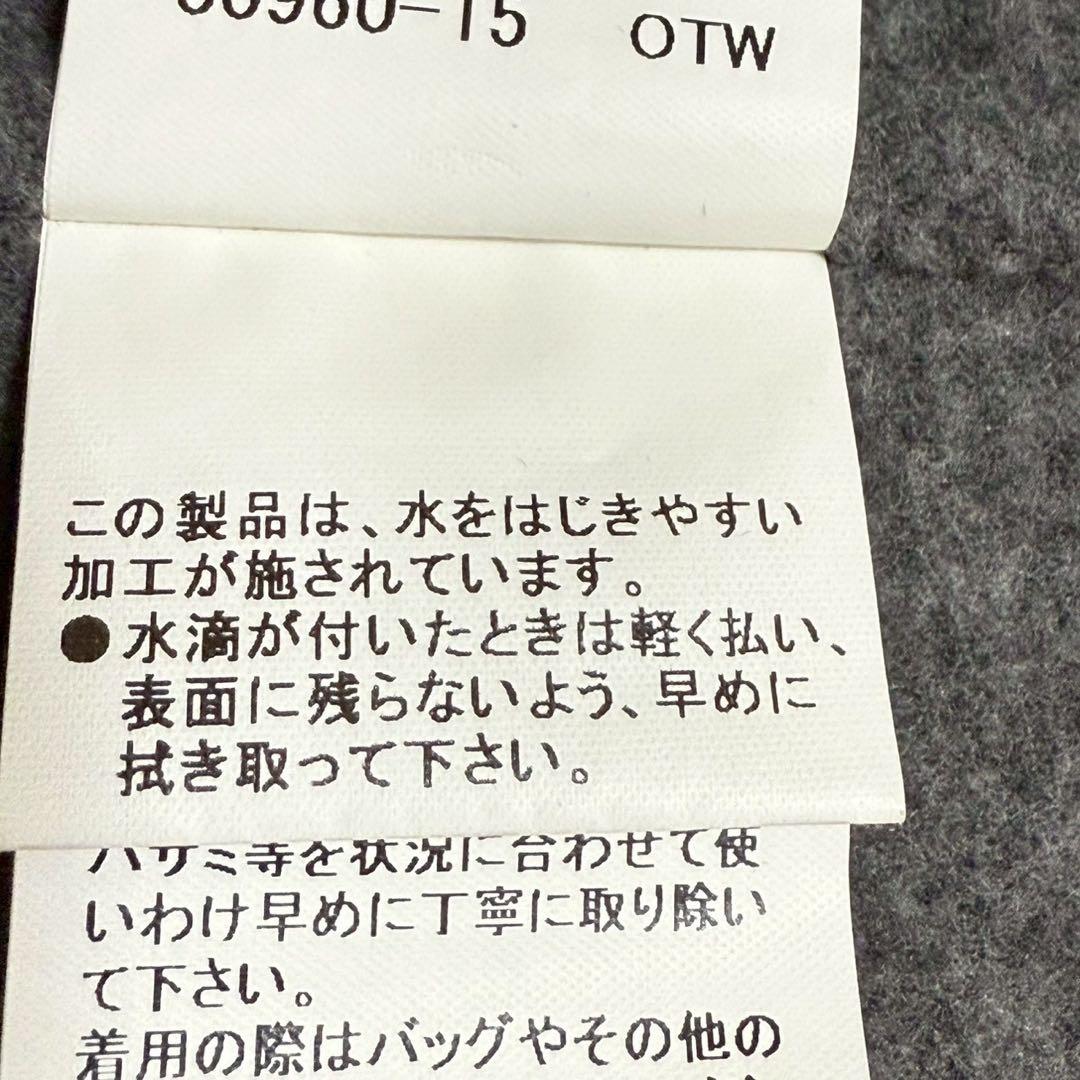 OTW
この製品は、水をはじきやすい
加工が施されています。
●水滴が付いたときは軽く払い、
表面に残らないよう、早めに
拭き取って下さい。
ハサミ等を状況に合わせて使
いわけ早めに丁寧に取り除い
て下さい。
着用の際はバッグやその他の